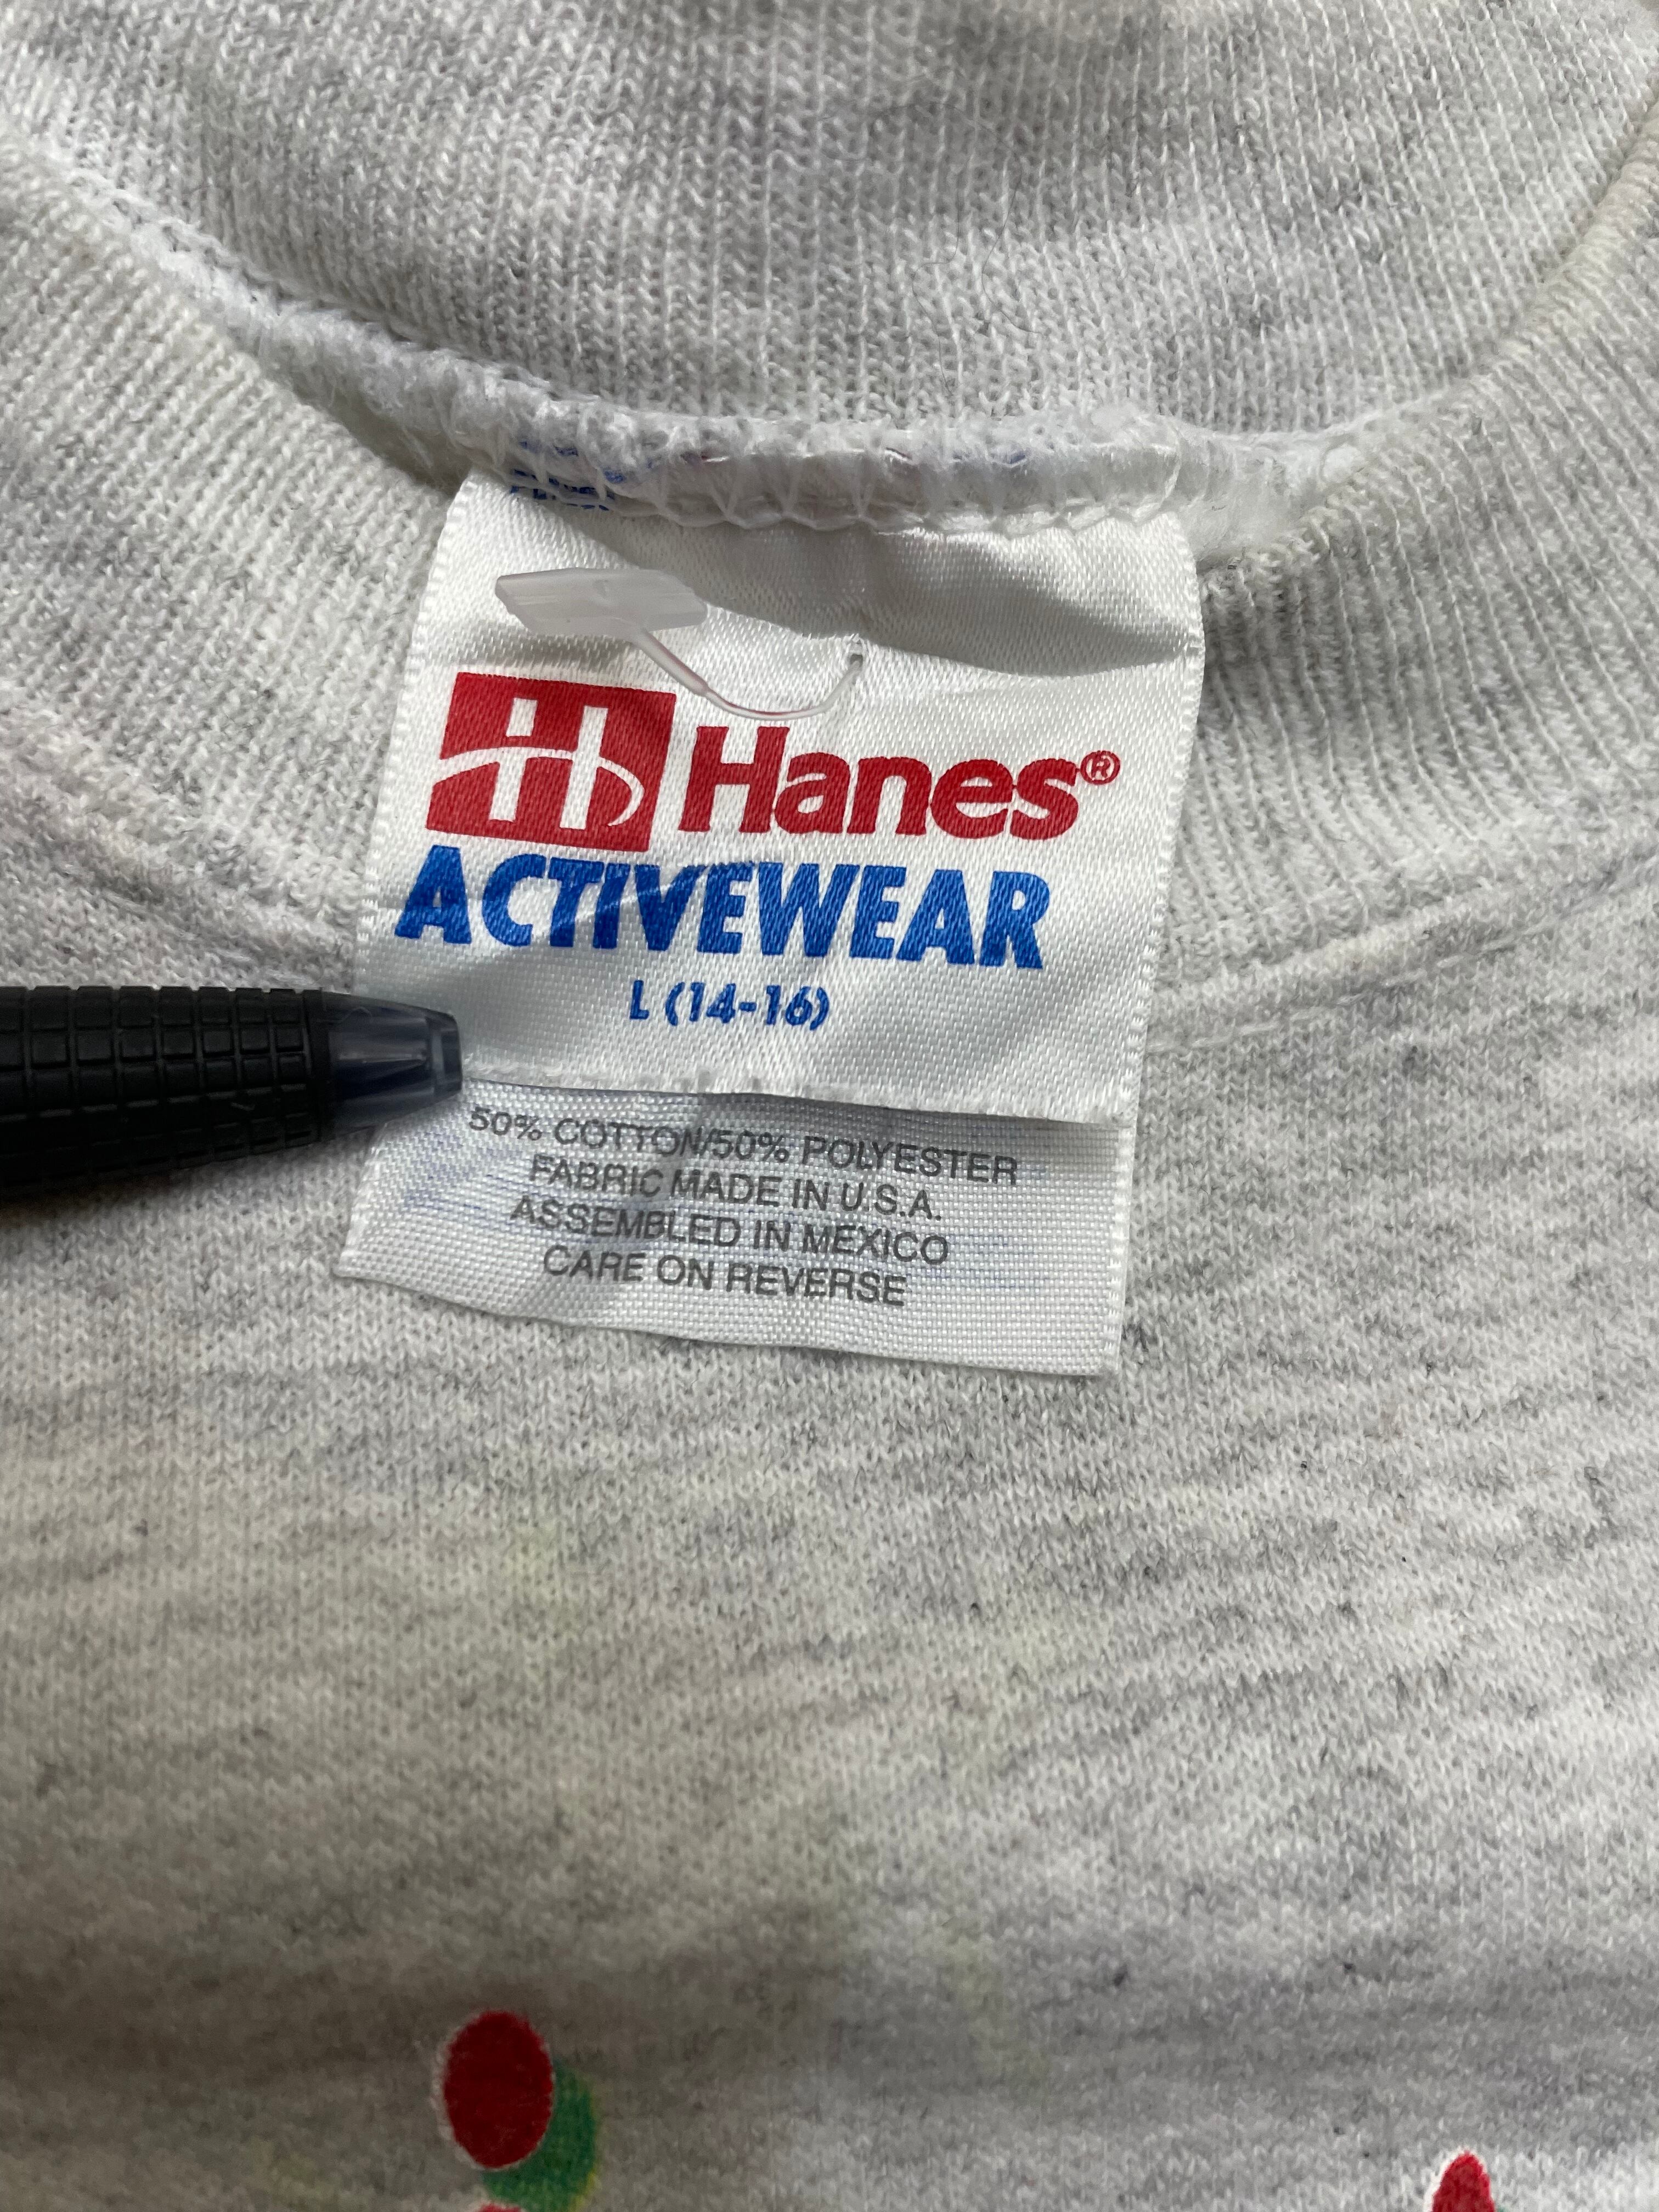 Hanes®
ACTIVEWEAR
L (14-16)
50% COTTON/50% POLYESTER
FABRIC MADE IN U.S.A.
ASSEMBLED IN MEXICO
CARE ON REVERSE